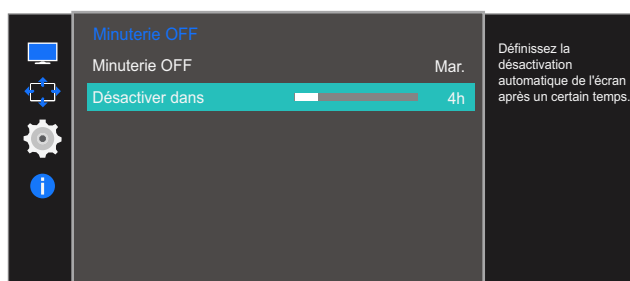 Minuterie OFF
Minuterie OFF Mar.
Désactiver dans 4h
Définissez la
désactivation
automatique de l'écran
après un certain temps.
i